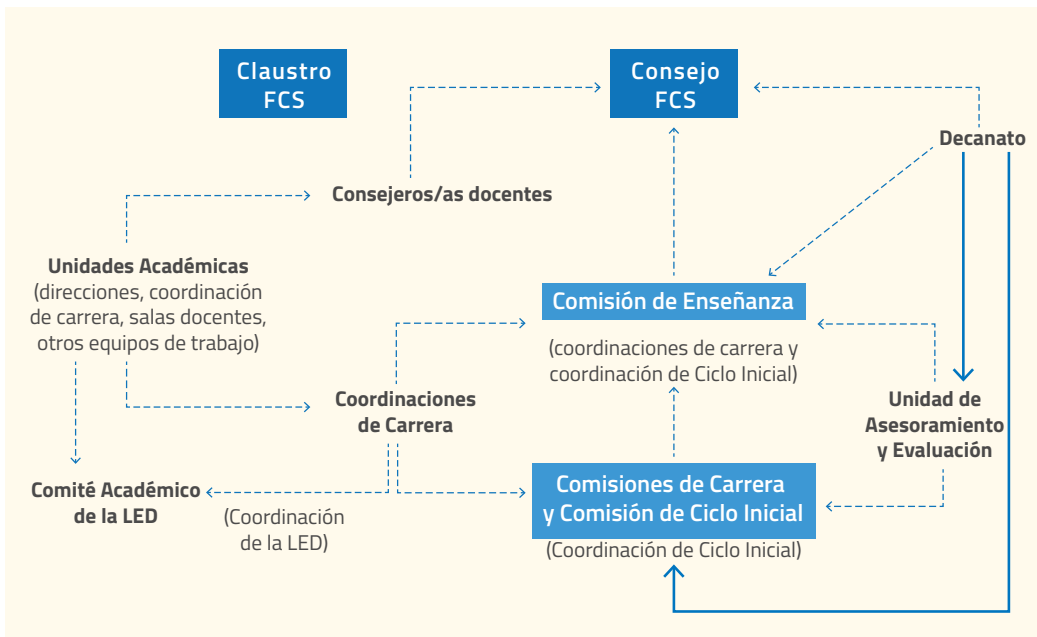 Claustro
FCS
Consejo
FCS
Decanato
Consejeros/as docentes
Unidades Académicas
(direcciones, coordinación
de carrera, salas docentes,
otros equipos de trabajo)
Comisión de Enseñanza
(coordinaciones de carrera y
coordinación de Ciclo Inicial)
Coordinaciones
de Carrera
Unidad de
Asesoramiento
y Evaluación
Comité Académico
de la LED
(Coordinación
de la LED)
Comisiones de Carrera
y Comisión de Ciclo Inicial
(Coordinación de Ciclo Inicial)